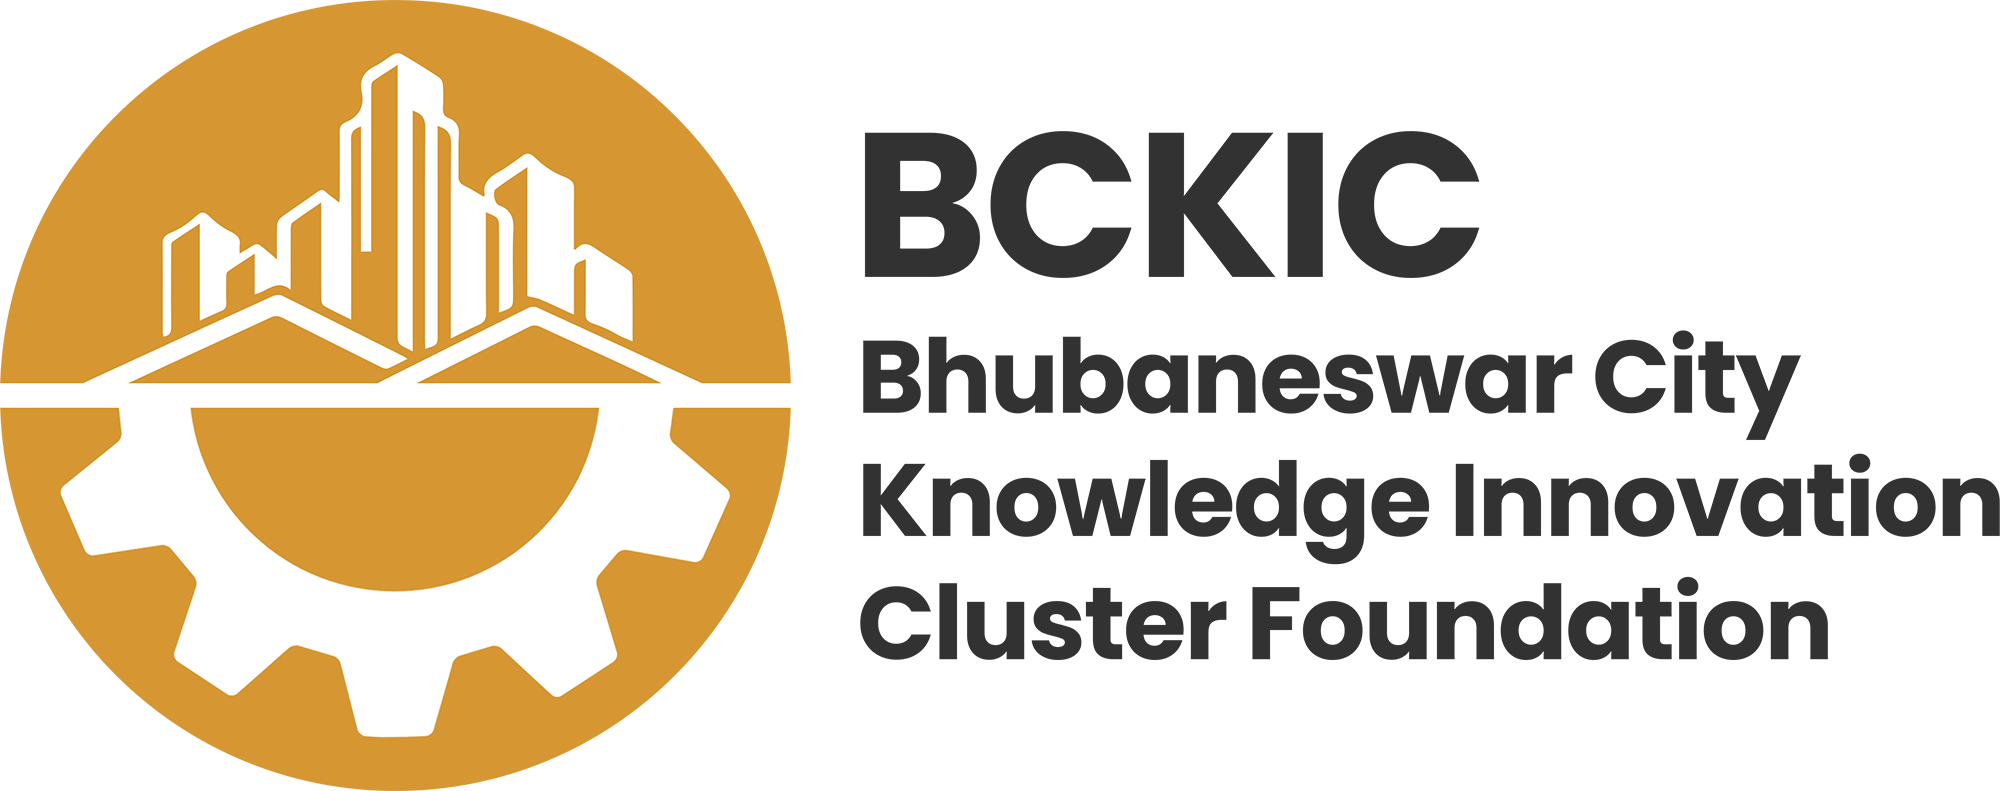 BCKIC
Bhubaneswar City
Knowledge Innovation
Cluster Foundation